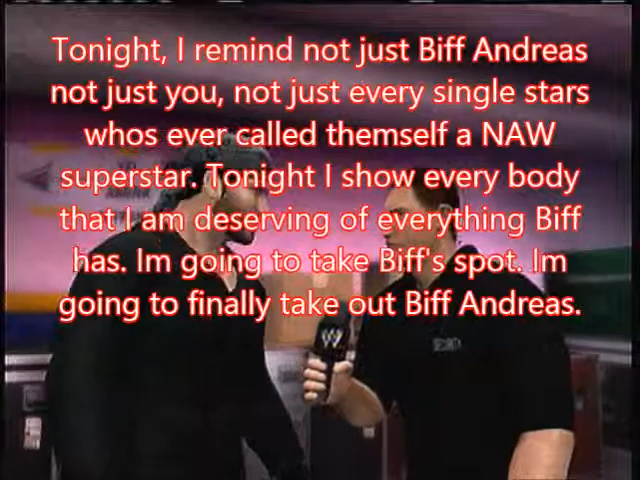 Tonight, I remind not just Biff Andreas
not just you, not just every single stars
whos ever called themself a NAW
superstar. Tonight I show every body
that I am deserving of everything Biff
has. Im going to take Biff's spot. Im
going to finally take out Biff Andreas.
W